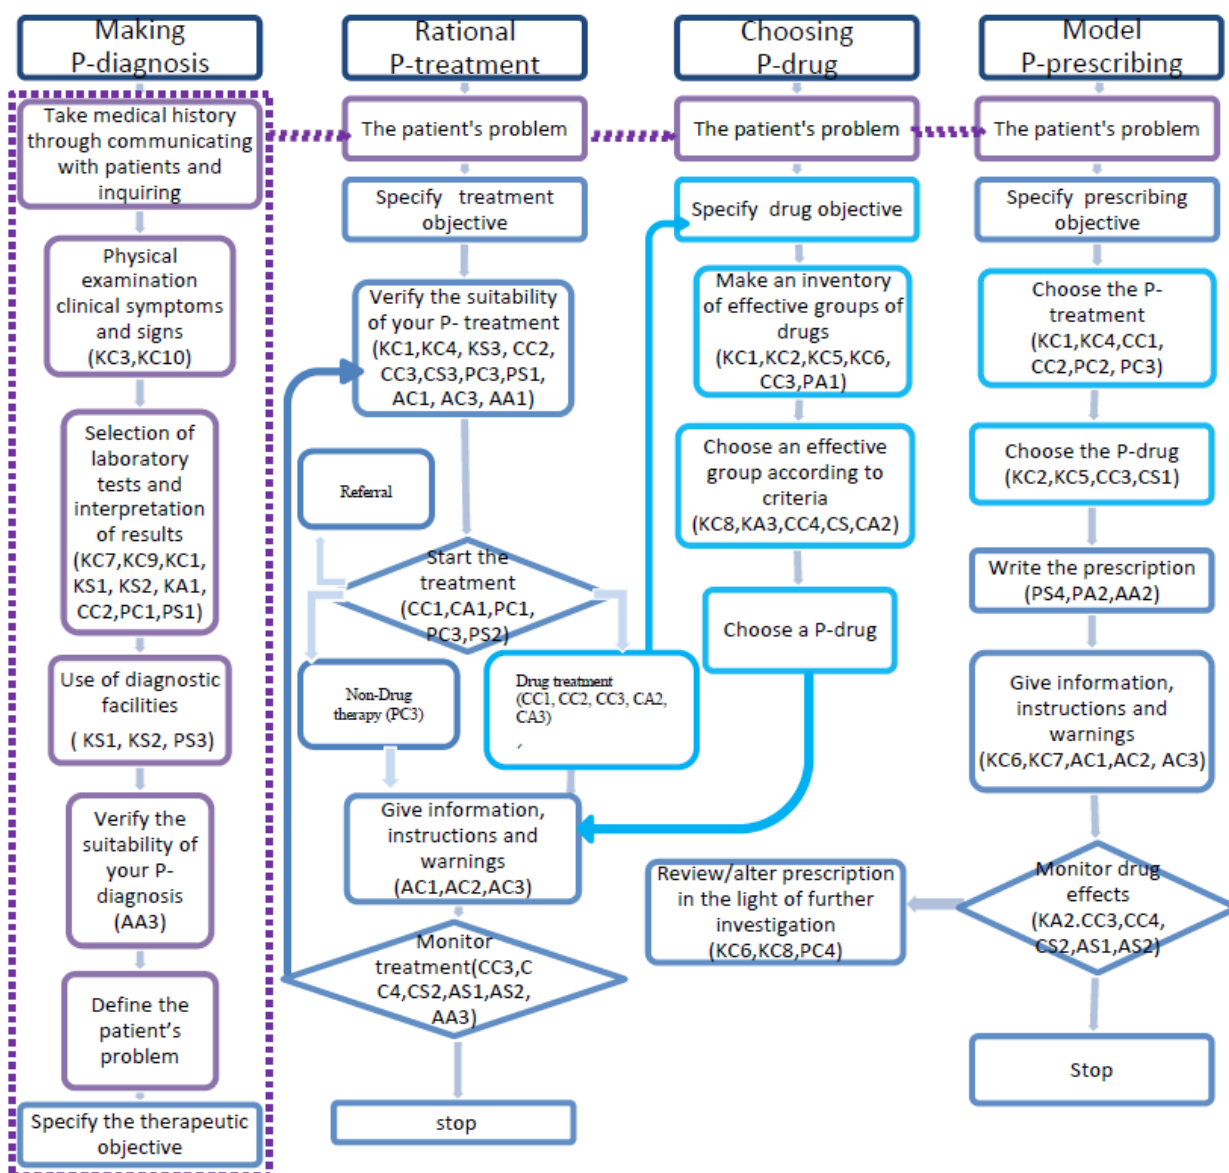 Making
P-diagnosis
Take medical history
through communicating
with patients and
inquiring
Physical
examination
clinical symptoms
and signs
(KC3,KC10)
Selection of
laboratory
tests and
interpretation
of results
(KC7,KC9,KC1,
KS1, KS2, KA1,
CC2,PC1,PS1)
Use of diagnostic
facilities
( KS1, KS2, PS3)
Verify the
suitability of
your P-
diagnosis
(AA3)
Define the
patient's
problem
Specify the therapeutic
objective
Rational
P-treatment
The patient's problem
Specify treatment
objective
Verify the suitability
of your P- treatment
(KC1,KC4, KS3, CC2,
CC3,CS3,PC3,PS1,
AC1, AC3, AA1)
Referral
Start the
treatment
(CC1,CA1,PC1,
PC3,PS2)
Non-Drug
therapy (PC3)
Drug treatment
(CC1, CC2, CC3, CA2,
CA3)
Give information,
instructions and
warnings
(AC1,AC2,AC3)
Monitor
treatment(CC3,C
C4,CS2,AS1,AS2,
AA3)
stop
Choosing
P-drug
The patient's problem
Specify drug objective
Make an inventory
of effective groups of
drugs
(KC1,KC2,KC5,KC6,
CC3,PA1)
Choose an effective
group according to
criteria
(KC8,KA3,CC4,CS,CA2)
Choose a P-drug
Review/alter prescription
in the light of further
investigation
(KC6,KC8,PC4)
Model
P-prescribing
The patient's problem
Specify prescribing
objective
Choose the P-
treatment
(KC1,KC4,CC1,
CC2,PC2, PC3)
Choose the P-drug
(KC2,KC5,CC3,CS1)
Write the prescription
(PS4,PA2,AA2)
Give information,
instructions and
warnings
(KC6,KC7,AC1,AC2, AC3)
Monitor drug
effects
(KA2.CC3,CC4,
CS2,AS1,AS2)
Stop